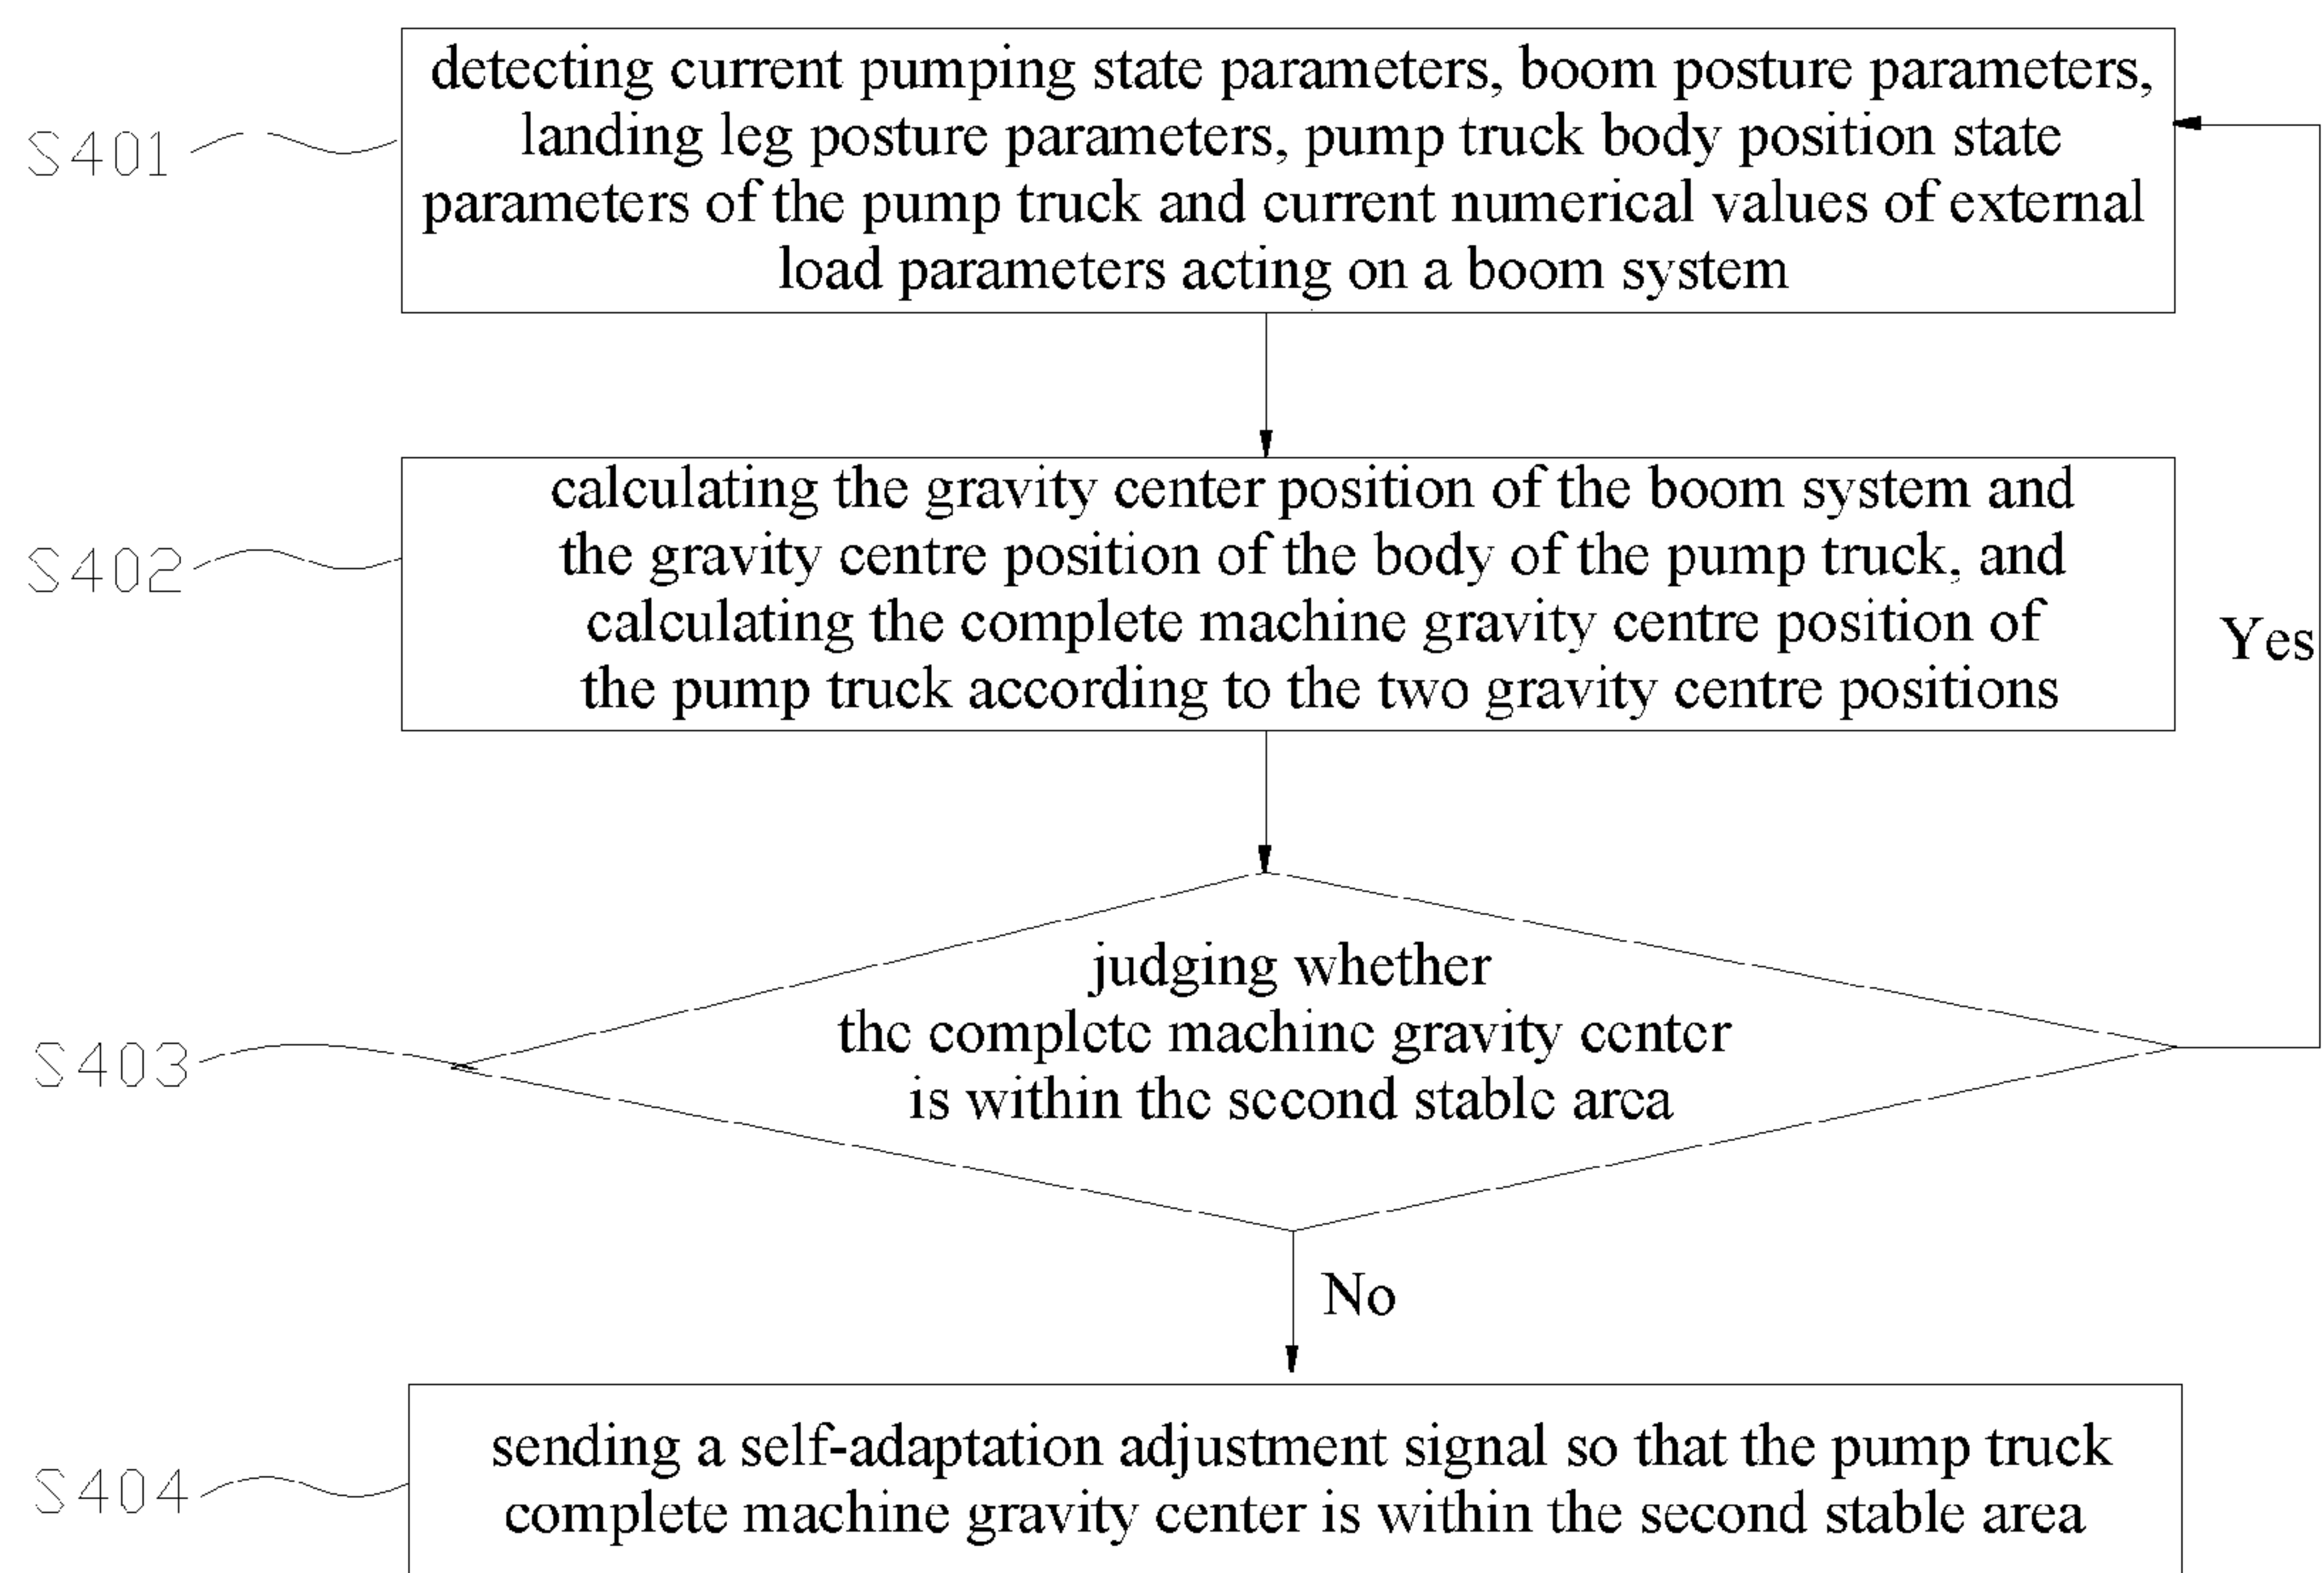 detecting current pumping state parameters, boom posture parameters,
landing leg posture parameters, pump truck body position state
parameters of the pump truck and current numerical values of external
load parameters acting on a boom system
S401
calculating the gravity center position of the boom system and
the gravity centre position of the body of the pump truck, and
calculating the complete machine gravity centre position of
the pump truck according to the two gravity centre positions
S402
Yes
judging whether
the complete machine gravity center
is within the second stable area
S403
No
sending a self-adaptation adjustment signal so that the pump truck
complete machine gravity center is within the second stable area
S404